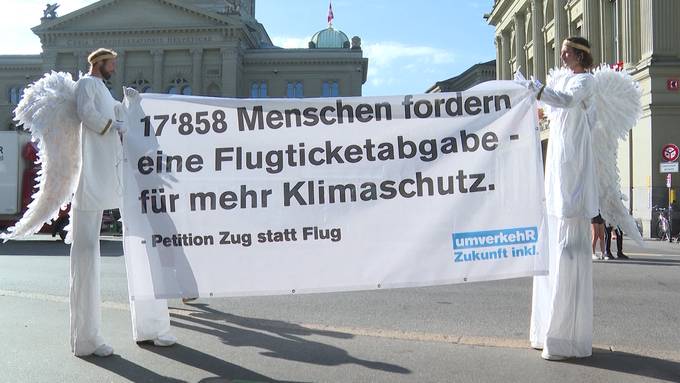 17'858 Menschen fordern
eine Flugticketabgabe -
für mehr Klimaschutz.
- Petition Zug statt Flug
umverkehR
Zukunft inkl.